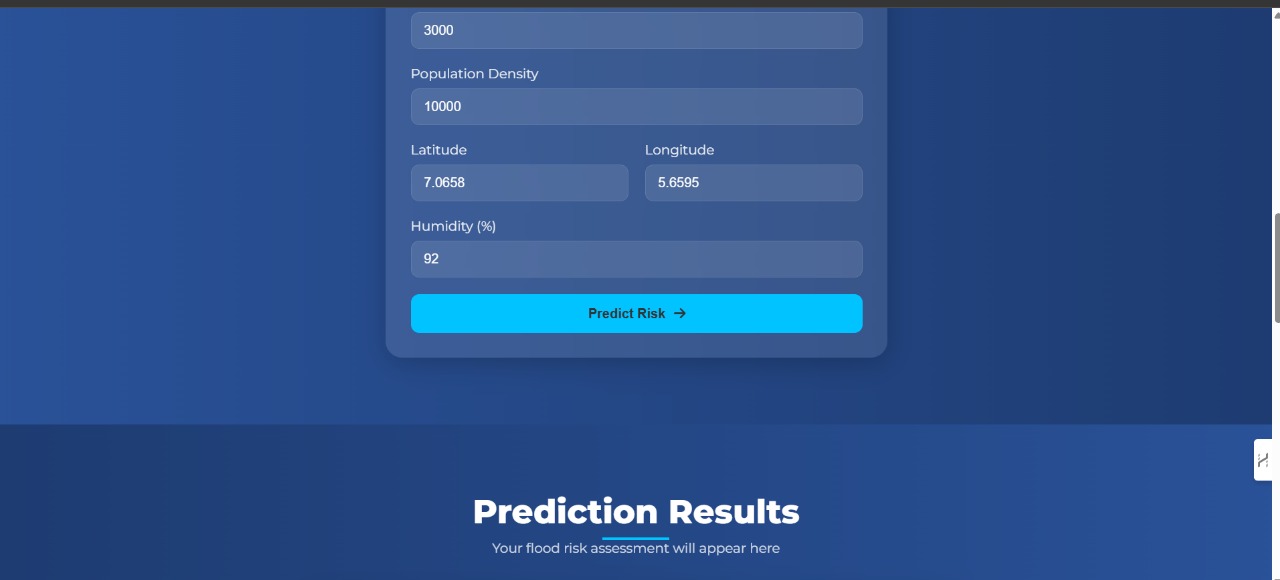 3000
Population Density
10000
Latitude Longitude
7.0658 5.6595
Humidity (%)
92
Predict Risk →
Prediction Results
Your flood risk assessment will appear here